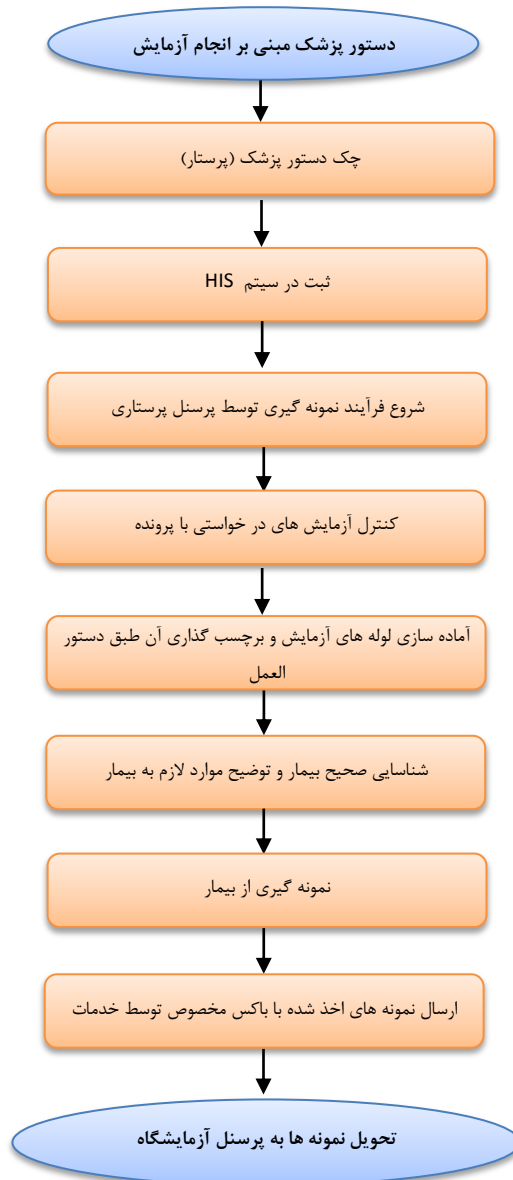 دستور پزشک مبنی بر انجام آزمایش
چک دستور پزشک (پرستار)
ثبت در سیتم HIS
شروع فرآیند نمونه گیری توسط پرسنل پرستاری
کنترل آزمایش های در خواستی با پرونده
آماده سازی لوله های آزمایش و برچسب گذاری آن طبق دستور
العمل
شناسایی صحیح بیمار و توضیح موارد لازم به بیمار
نمونه گیری از بیمار
ارسال نمونه های اخذ شده با باکس مخصوص توسط خدمات
تحویل نمونه ها به پرسنل آزمایشگاه